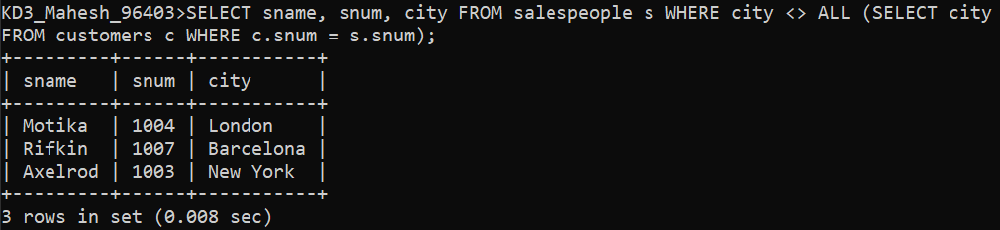 KD3_Mahesh_96403>SELECT sname, snum, city FROM salespeople s WHERE city <> ALL (SELECT city
FROM customers c WHERE c.snum = s.snum);
+---------+------+-----------+
| sname   | snum | city      |
+---------+------+-----------+
| Motika  | 1004 | London    |
| Rifkin  | 1007 | Barcelona |
| Axelrod | 1003 | New York  |
+---------+------+-----------+
3 rows in set (0.008 sec)